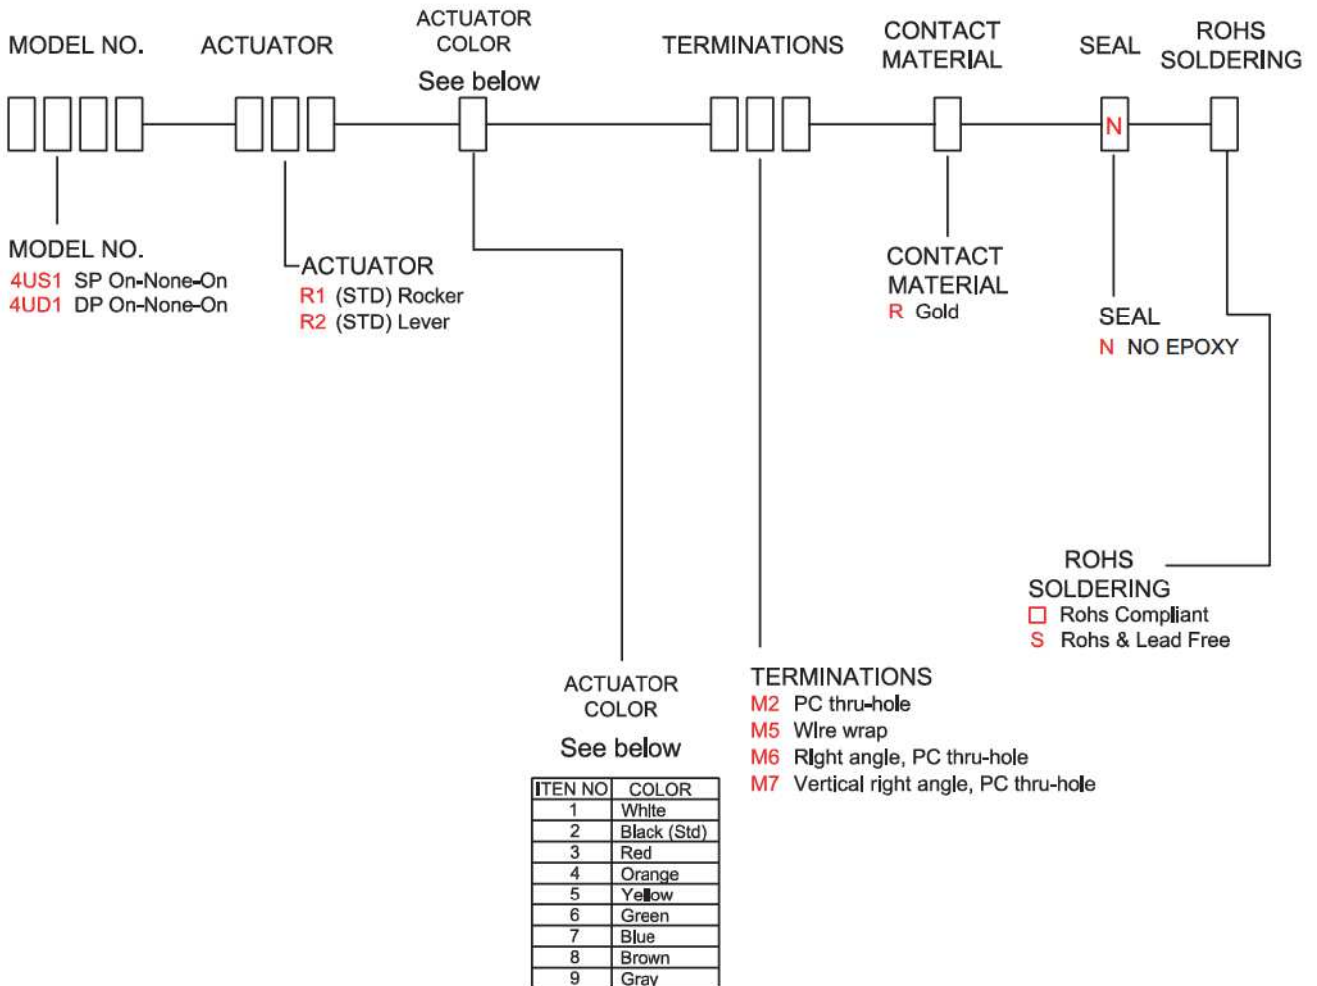 MODEL NO.
ACTUATOR
ACTUATOR
COLOR
See below
TERMINATIONS
CONTACT
MATERIAL
SEAL
ROHS
SOLDERING
N
MODEL NO.
4US1 SP On-None-On
4UD1 DP On-None-On
ACTUATOR
R1 (STD) Rocker
R2 (STD) Lever
CONTACT
MATERIAL
R Gold
SEAL
N NO EPOXY
ROHS
SOLDERING
Rohs Compliant
S Rohs & Lead Free
TERMINATIONS
M2 PC thru-hole
M5 Wire wrap
M6 Right angle, PC thru-hole
M7 Vertical right angle, PC thru-hole
ACTUATOR
COLOR
See below
ITEN NO COLOR
1 White
2 Black (Std)
3 Red
4 Orange
5 Yellow
6 Green
7 Blue
8 Brown
9 Gray